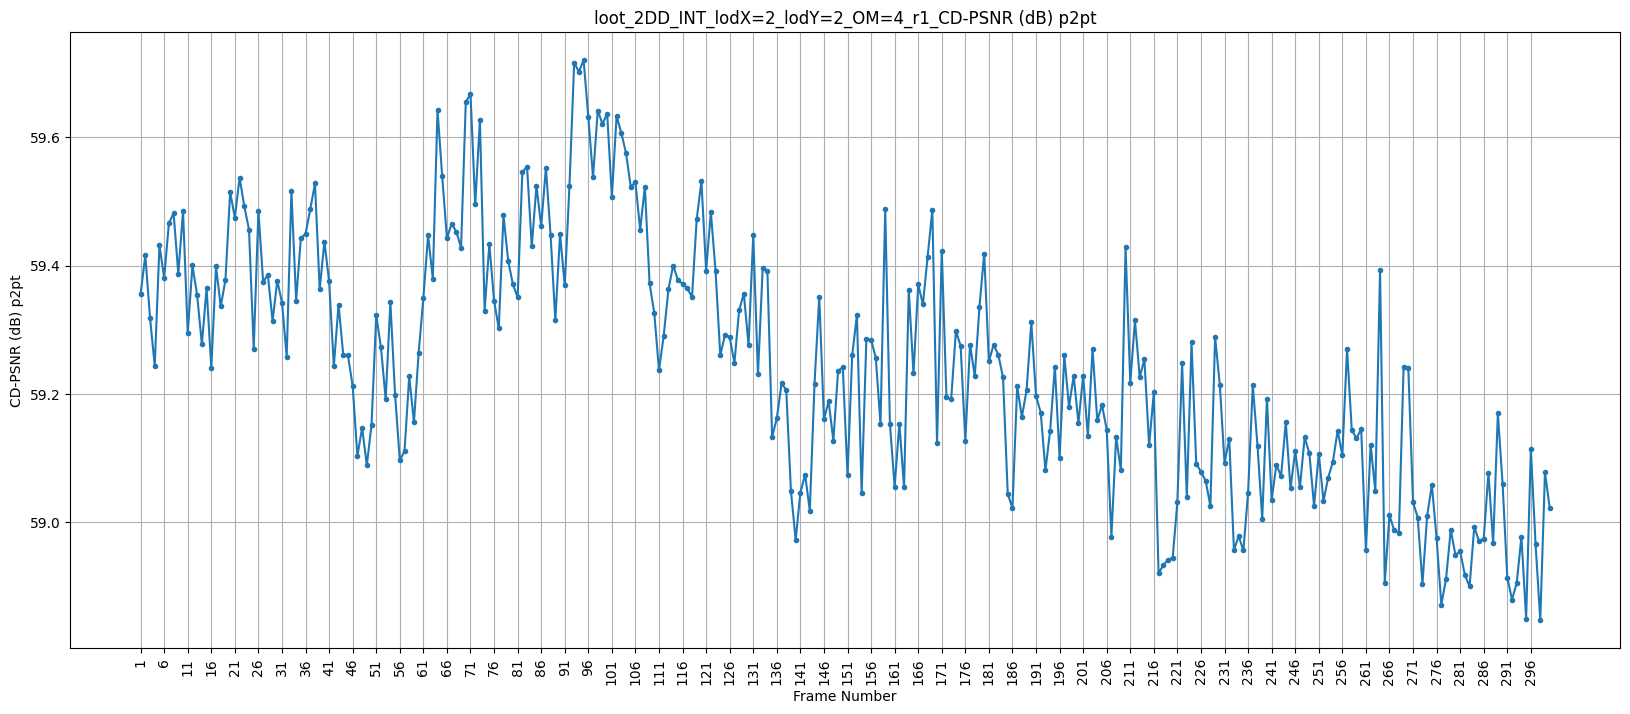 loot_2DD_INT_lodX=2_lodY=2_OM=4_r1_CD-PSNR (dB) p2pt
CD-PSNR (dB) p2pt
59.6
59.4
59.2
59.0
1 6 11 16 21 26 31 36 41 46 51 56 61 66 71 76 81 86 91 96 101 106 111 116 121 126 131 136 141 146 151 156 161 166 171 176 181 186 191 196 201 206 211 216 221 226 231 236 241 246 251 256 261 266 271 276 281 286 291 296
Frame Number